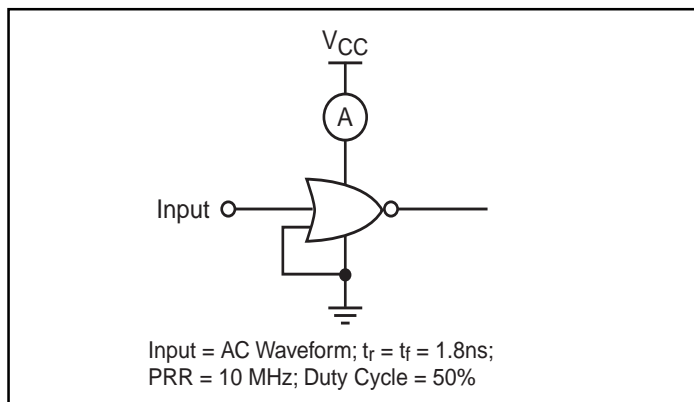 VCC
A
Input
Input = AC Waveform; tr = tf = 1.8ns;
PRR = 10 MHz; Duty Cycle = 50%